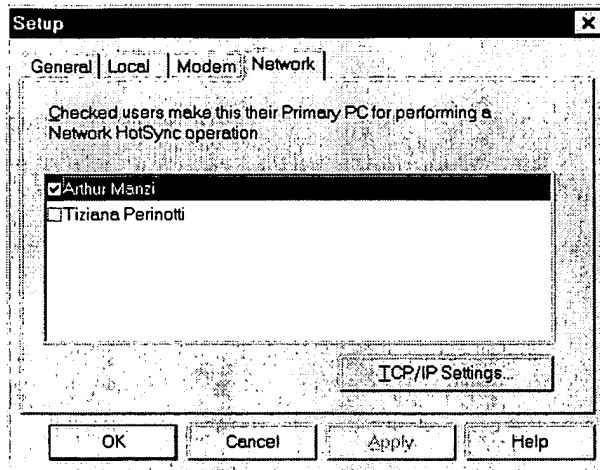 Setup
General Local Modem Network
Checked users make this their Primary PC for performing a
Network HotSync operation
Arthur Manzi
Tiziana Perinotti
TCP/IP Settings...
OK Cancel Apply Help